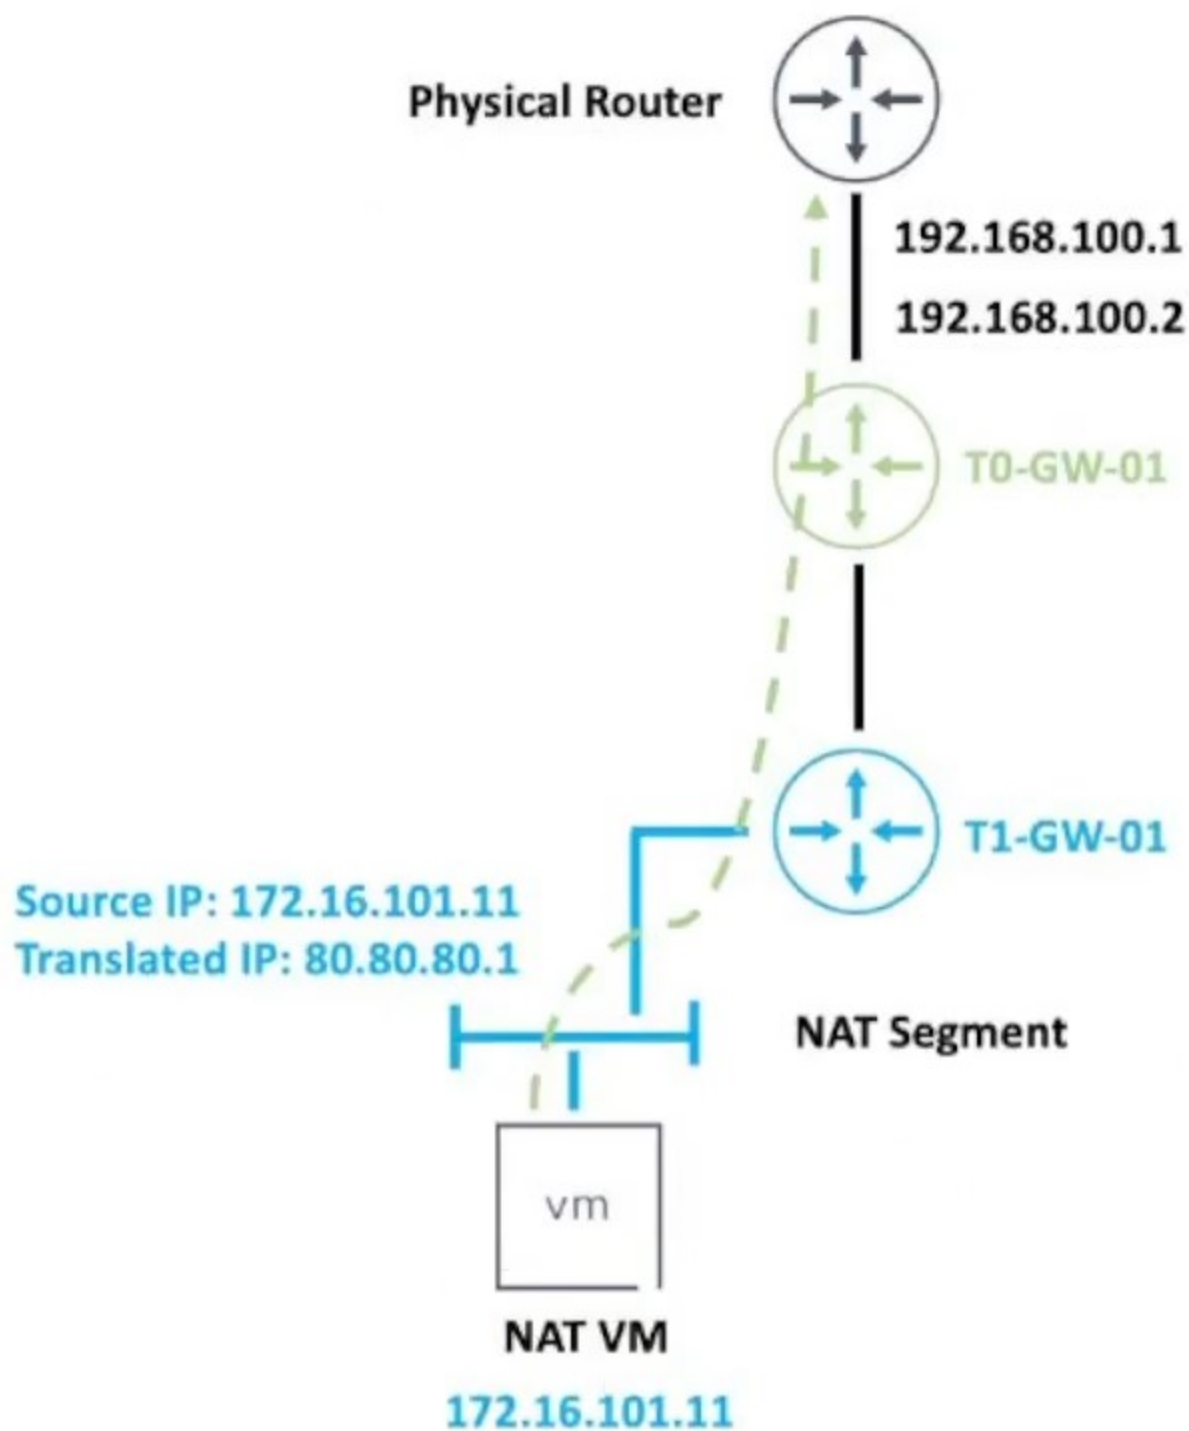 Physical Router
192.168.100.1
192.168.100.2
T0-GW-01
T1-GW-01
Source IP: 172.16.101.11
Translated IP: 80.80.80.1
NAT Segment
vm
NAT VM
172.16.101.11